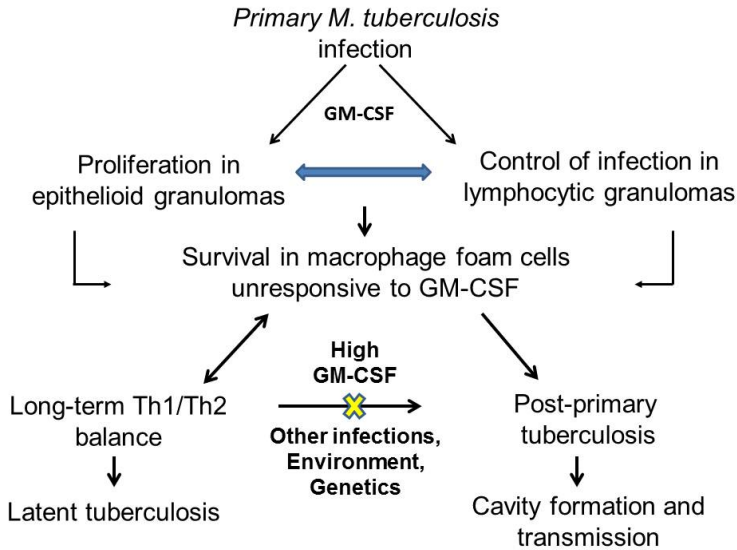 Primary M. tuberculosis
infection
GM-CSF
Proliferation in
epithelioid granulomas
Control of infection in
lymphocytic granulomas
Survival in macrophage foam cells
unresponsive to GM-CSF
High
GM-CSF
Long-term Th1/Th2
balance
Other infections,
Environment,
Genetics
Post-primary
tuberculosis
Latent tuberculosis
Cavity formation and
transmission